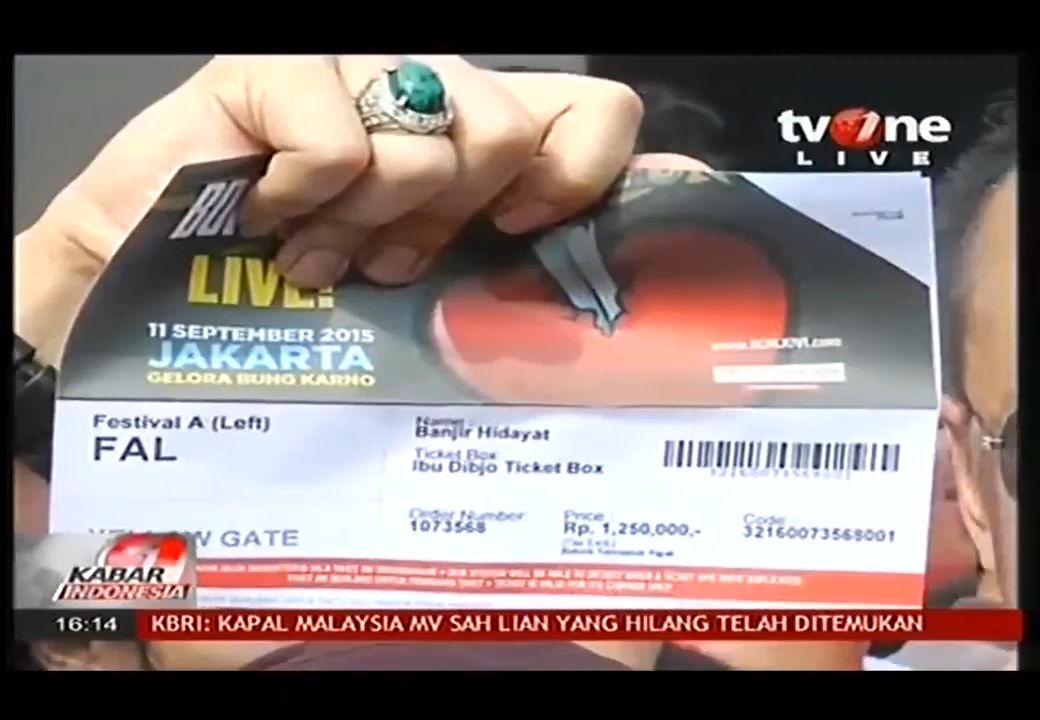 tvOne
LIVE
LIVE!
11 SEPTEMBER 2015
JAKARTA
GELORA BUNG KARNO
Festival A (Left)
FAL
Name:
Banjir Hidayat
Ticket Box
Ibu Dibjo Ticket Box
Order Number:
1073568
Price:
Rp. 1,250,000,-
Code:
32160073568001
GATE
KABAR
INDONESIA
16:14
KBRI: KAPAL MALAYSIA MV SAH LIAN YANG HILANG TELAH DITEMUKAN